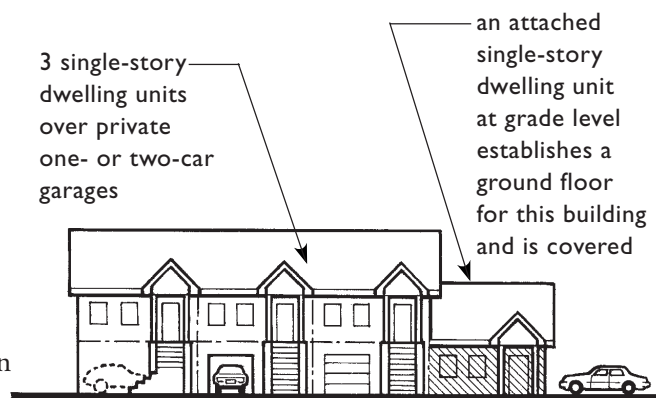 3 single-story
dwelling units
over private
one- or two-car
garages
an attached
single-story
dwelling unit
at grade level
establishes a
ground floor
for this building
and is covered
n